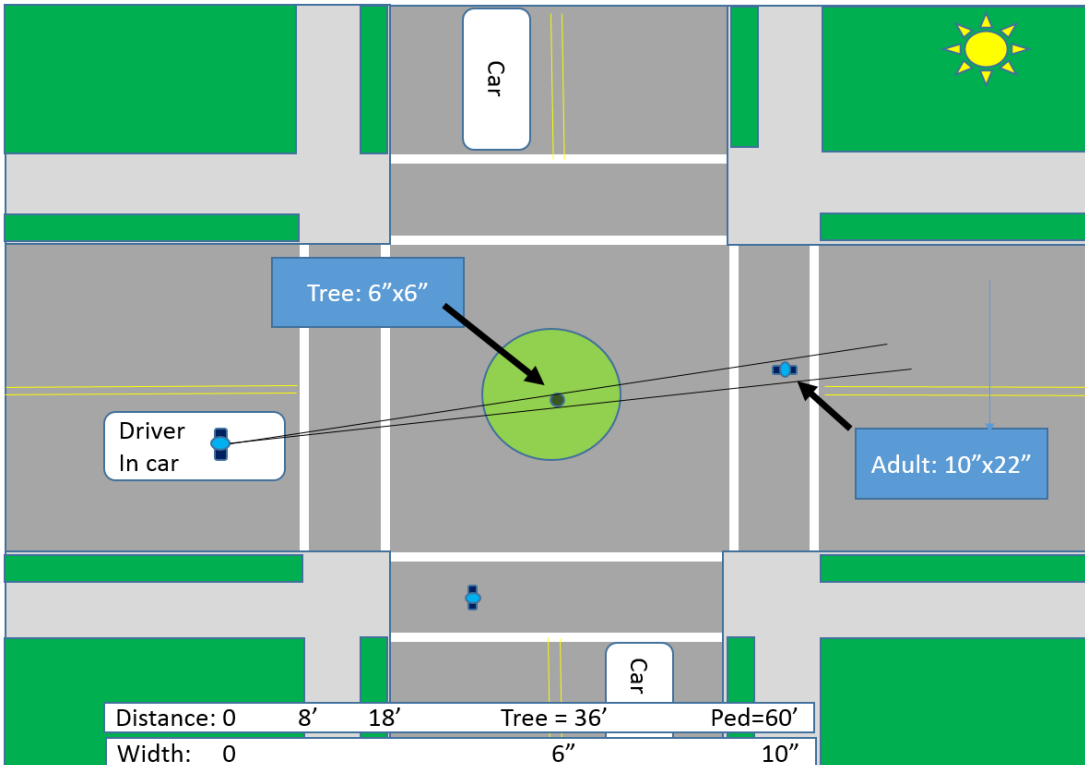 Car
Tree: 6”x6”
Driver
In car
Adult: 10”x22”
Car
Distance: 0 8’ 18’ Tree = 36’ Ped=60’
Width: 0 6” 10”